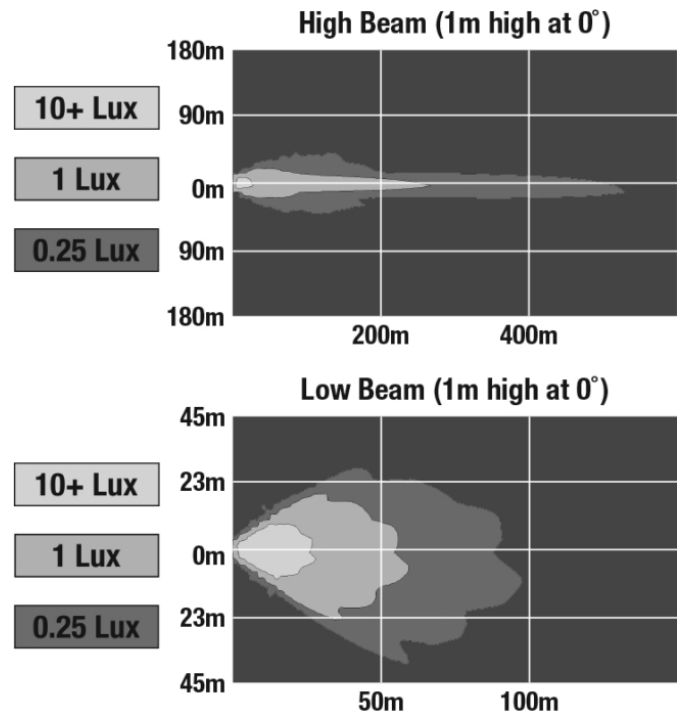 High Beam (1m high at 0°)
10+ Lux
1 Lux
0.25 Lux
180m
90m
0m
90m
180m
200m
400m
Low Beam (1m high at 0°)
10+ Lux
1 Lux
0.25 Lux
45m
23m
0m
23m
45m
50m
100m